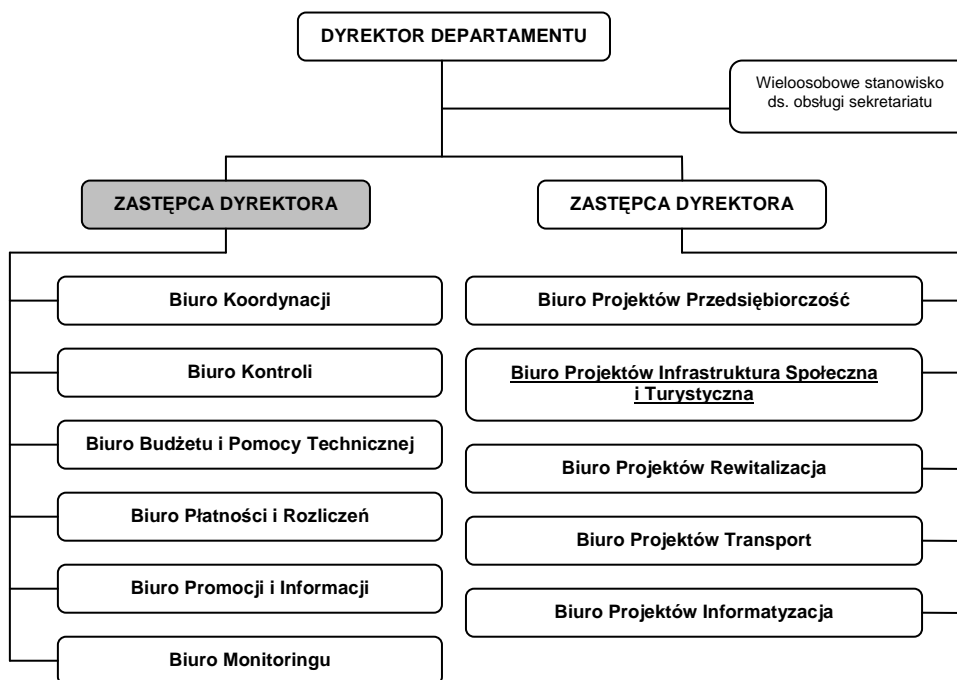 DYREKTOR DEPARTAMENTU
Wieloosobowe stanowisko
ds. obsługi sekretariatu
ZASTĘPCA DYREKTORA
ZASTĘPCA DYREKTORA
Biuro Koordynacji
Biuro Kontroli
Biuro Budżetu i Pomocy Technicznej
Biuro Płatności i Rozliczeń
Biuro Promocji i Informacji
Biuro Monitoringu
Biuro Projektów Przedsiębiorczość
Biuro Projektów Infrastruktura Społeczna
i Turystyczna
Biuro Projektów Rewitalizacja
Biuro Projektów Transport
Biuro Projektów Informatyzacja